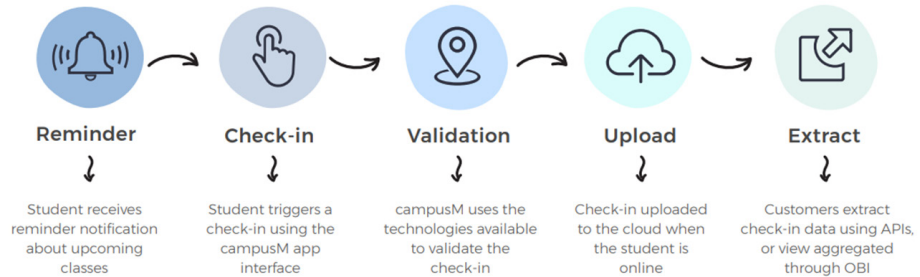 Reminder
Student receives
reminder notification
about upcoming
classes
Check-in
Student triggers a
check-in using the
campusM app
interface
Validation
campusM uses the
technologies available
to validate the
check-in
Upload
Check-in uploaded
to the cloud when
the student is
online
Extract
Customers extract
check-in data using APIs,
or view aggregated
through OBI